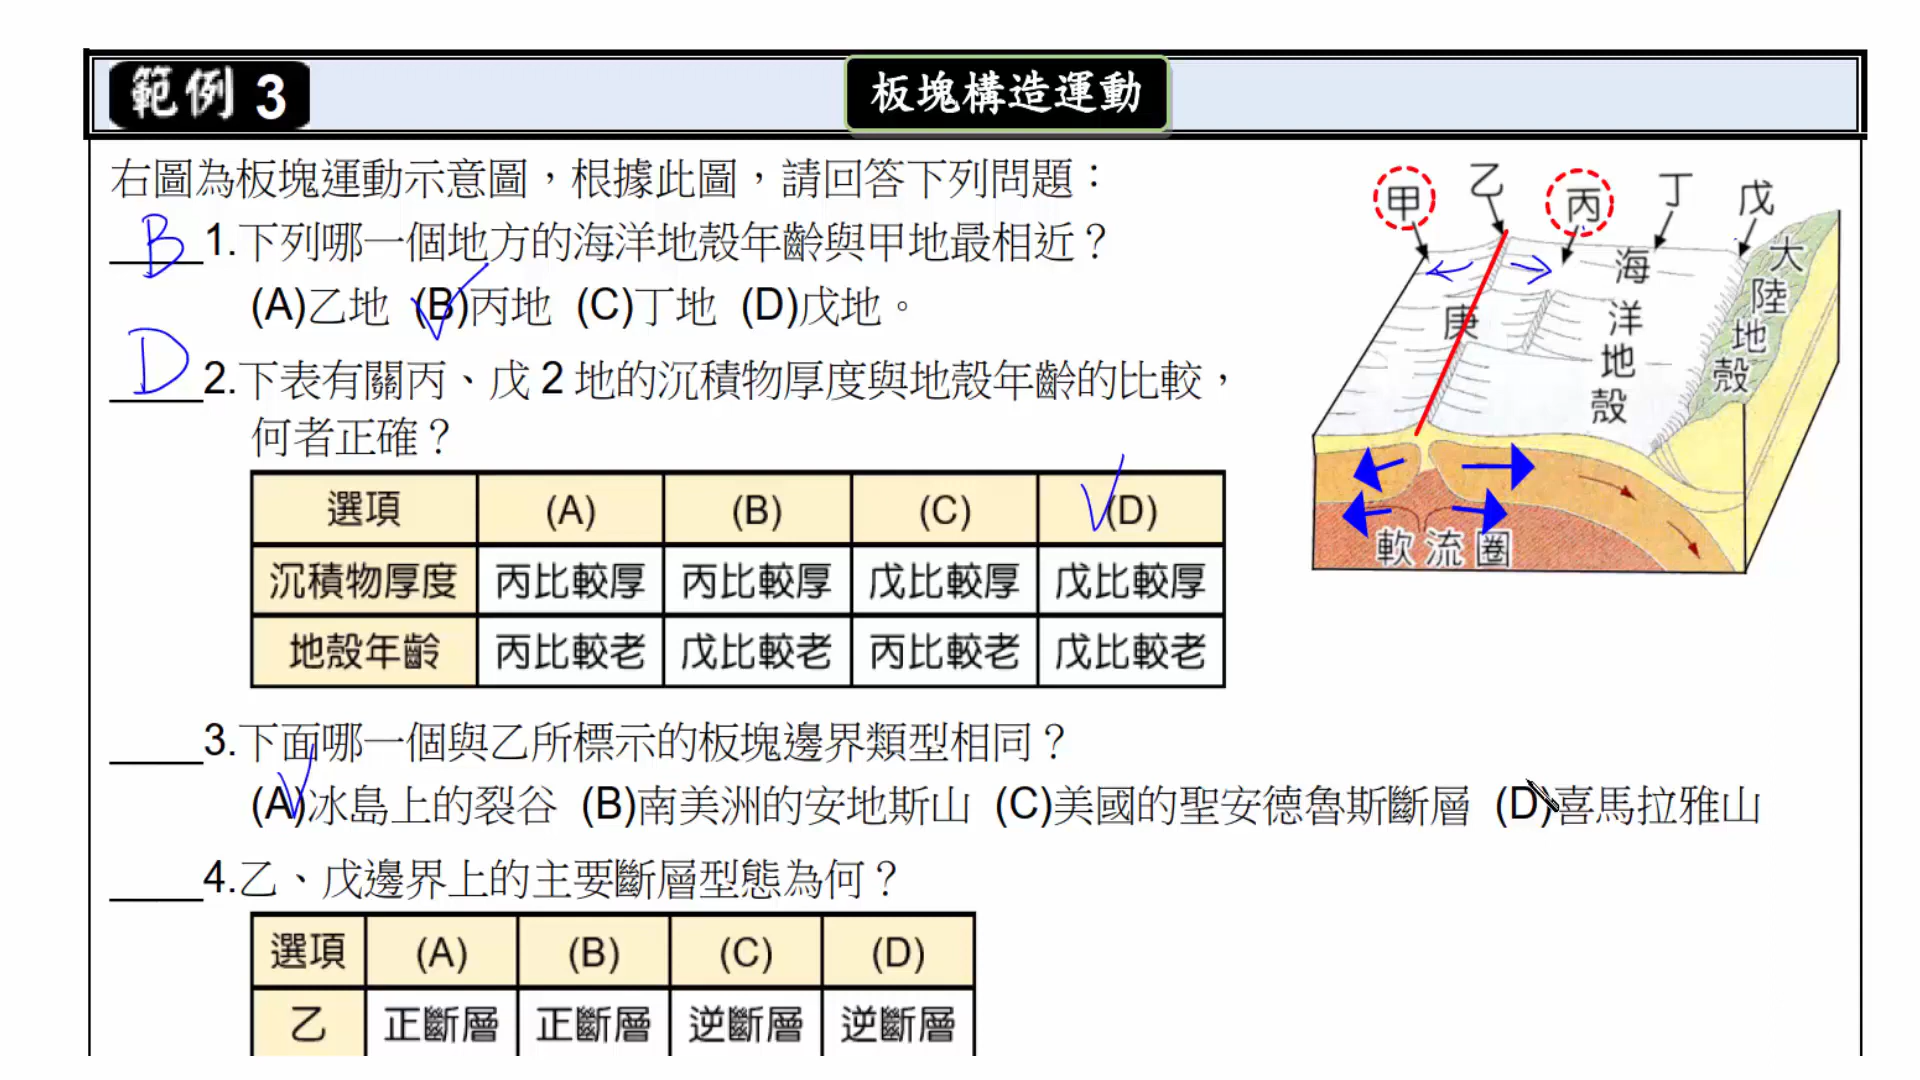 範例 3
板塊構造運動
右圖為板塊運動示意圖，根據此圖，請回答下列問題：
B 1.下列哪一個地方的海洋地殼年齡與甲地最相近？
(A)乙地 (B)丙地 (C)丁地 (D)戊地。
D 2.下表有關丙、戊 2 地的沉積物厚度與地殼年齡的比較，
何者正確？
選項 (A) (B) (C) (D)
沉積物厚度 丙比較厚 丙比較厚 戊比較厚 戊比較厚
地殼年齡 丙比較老 戊比較老 丙比較老 戊比較老
甲 乙 丙 丁 戊
庚
海洋地殼
大陸地殼
軟流圈
____3.下面哪一個與乙所標示的板塊邊界類型相同？
(A)冰島上的裂谷 (B)南美洲的安地斯山 (C)美國的聖安德魯斯斷層 (D)喜馬拉雅山
____4.乙、戊邊界上的主要斷層型態為何？
選項 (A) (B) (C) (D)
乙 正斷層 正斷層 逆斷層 逆斷層